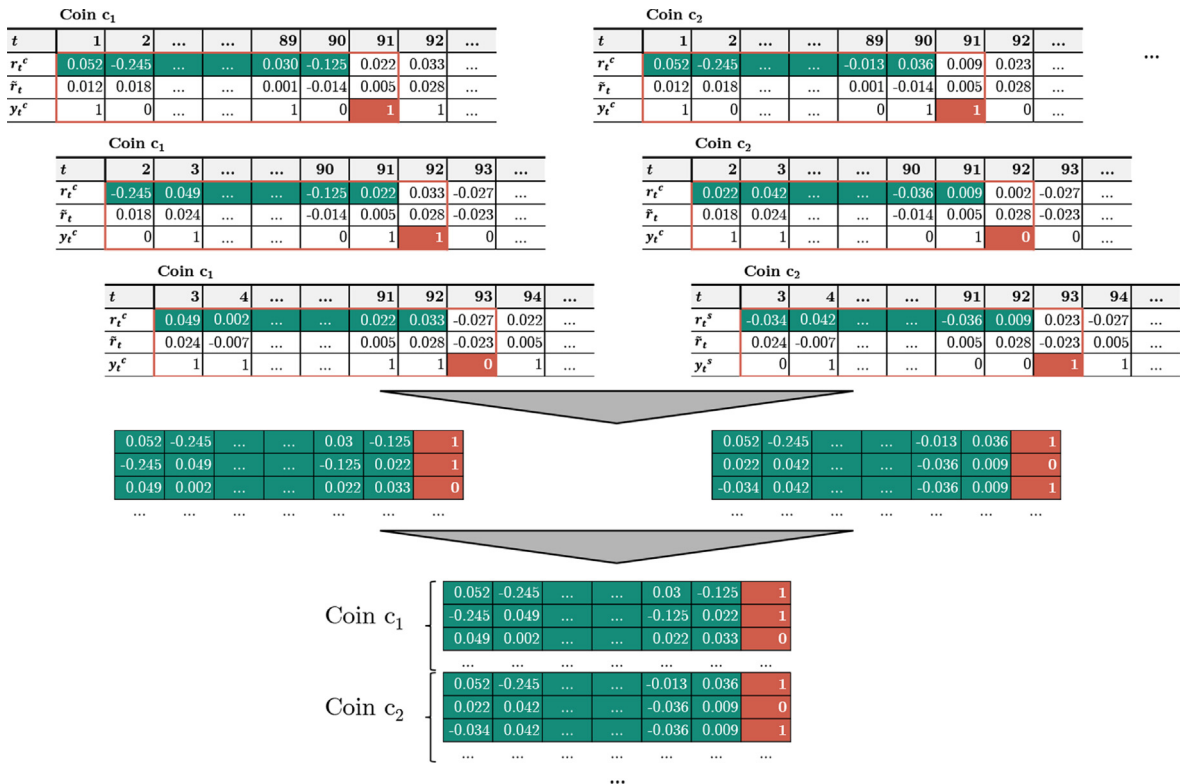 Coin c₁ Coin c₂
t 1 2 ... ... 89 90 91 92 ... t 1 2 ... ... 89 90 91 92 ... ...
rₜᶜ 0.052 -0.245 ... ... 0.030 -0.125 0.022 0.033 ... rₜᶜ 0.052 -0.245 ... ... -0.013 0.036 0.009 0.023 ...
r̃ₜ 0.012 0.018 ... ... 0.001 -0.014 0.005 0.028 ... r̃ₜ 0.012 0.018 ... ... 0.001 -0.014 0.005 0.028 ...
yₜᶜ 1 0 ... ... 1 0 1 1 ... yₜᶜ 1 0 ... ... 0 1 1 0 ...
Coin c₁ Coin c₂
t 2 3 ... ... 90 91 92 93 ... t 2 3 ... ... 90 91 92 93 ...
rₜᶜ -0.245 0.049 ... ... -0.125 0.022 0.033 -0.027 ... rₜᶜ 0.022 0.042 ... ... -0.036 0.009 0.002 -0.027 ...
r̃ₜ 0.018 0.024 ... ... -0.014 0.005 0.028 -0.023 ... r̃ₜ 0.018 0.024 ... ... -0.014 0.005 0.028 -0.023 ...
yₜᶜ 0 1 ... ... 0 1 1 0 ... yₜᶜ 1 1 ... ... 0 1 0 0 ...
Coin c₁ Coin c₂
t 3 4 ... ... 91 92 93 94 ... t 3 4 ... ... 91 92 93 94 ...
rₜᶜ 0.049 0.002 ... ... 0.022 0.033 -0.027 0.022 ... rₜˢ -0.034 0.042 ... ... -0.036 0.009 0.023 -0.027 ...
r̃ₜ 0.024 -0.007 ... ... 0.005 0.028 -0.023 0.005 ... r̃ₜ 0.024 -0.007 ... ... 0.005 0.028 -0.023 0.005 ...
yₜᶜ 1 1 ... ... 1 1 0 1 ... yₜˢ 0 1 ... ... 0 0 1 1 ...
0.052 -0.245 ... ... 0.03 -0.125 1 0.052 -0.245 ... ... -0.013 0.036 1
-0.245 0.049 ... ... -0.125 0.022 1 0.022 0.042 ... ... -0.036 0.009 0
0.049 0.002 ... ... 0.022 0.033 0 -0.034 0.042 ... ... -0.036 0.009 1
... ... ... ... ... ... ... ... ... ... ... ... ... ...
0.052 -0.245 ... ... 0.03 -0.125 1
Coin c₁ -0.245 0.049 ... ... -0.125 0.022 1
0.049 0.002 ... ... 0.022 0.033 0
... ... ... ... ... ... ...
0.052 -0.245 ... ... -0.013 0.036 1
Coin c₂ 0.022 0.042 ... ... -0.036 0.009 0
-0.034 0.042 ... ... -0.036 0.009 1
... ... ... ... ... ... ...
...